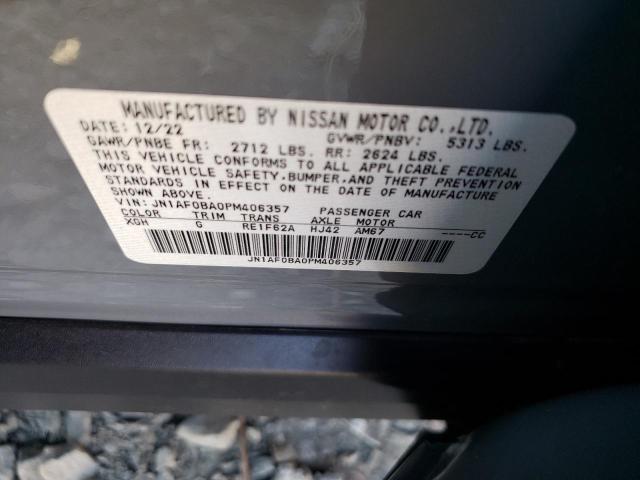 MANUFACTURED BY NISSAN MOTOR CO.,LTD.
DATE: 12/22 GVWR/PNBV: 5313 LBS.
GAWR/PNBE FR: 2712 LBS. RR: 2624 LBS.
THIS VEHICLE CONFORMS TO ALL APPLICABLE FEDERAL
MOTOR VEHICLE SAFETY,BUMPER,AND THEFT PREVENTION
STANDARDS IN EFFECT ON THE DATE OF MANUFACTURE
SHOWN ABOVE.
VIN: JN1AF0BA0PM406357 PASSENGER CAR
COLOR TRIM TRANS AXLE MOTOR
XGH G RE1F62A HJ42 AM67 ----CC
JN1AF0BA0PM406357